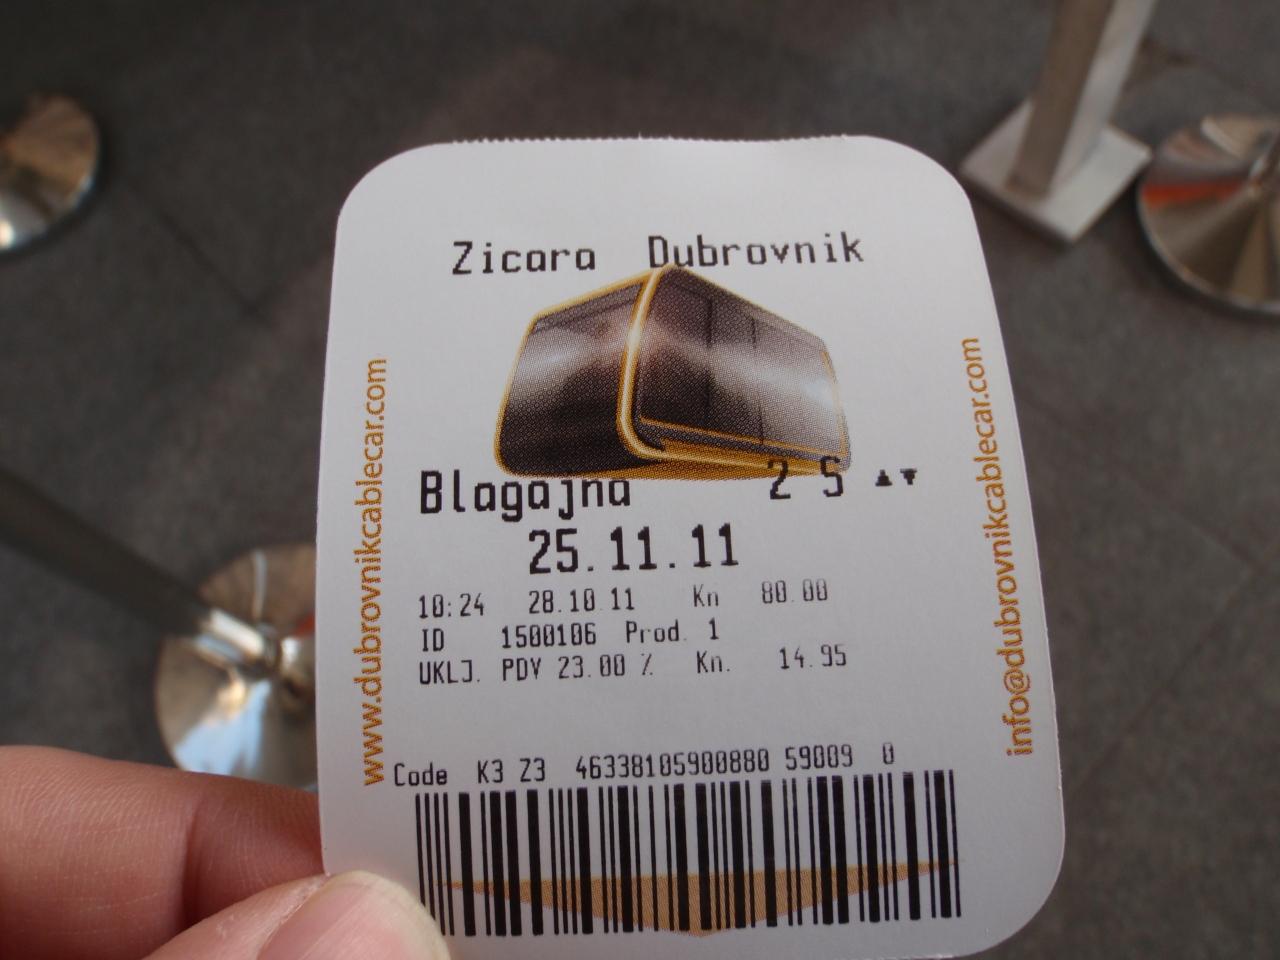 Zicara Dubrovnik
www.dubrovnikcablecar.com
info@dubrovnikcablecar.com
Blagajna 2 S ▲▼
25.11.11
10:24 28.10.11 Kn 80.00
ID 1500106 Prod. 1
UKLJ. PDV 23.00 % Kn. 14.95
Code K3 Z3 46338105900880 59009 0